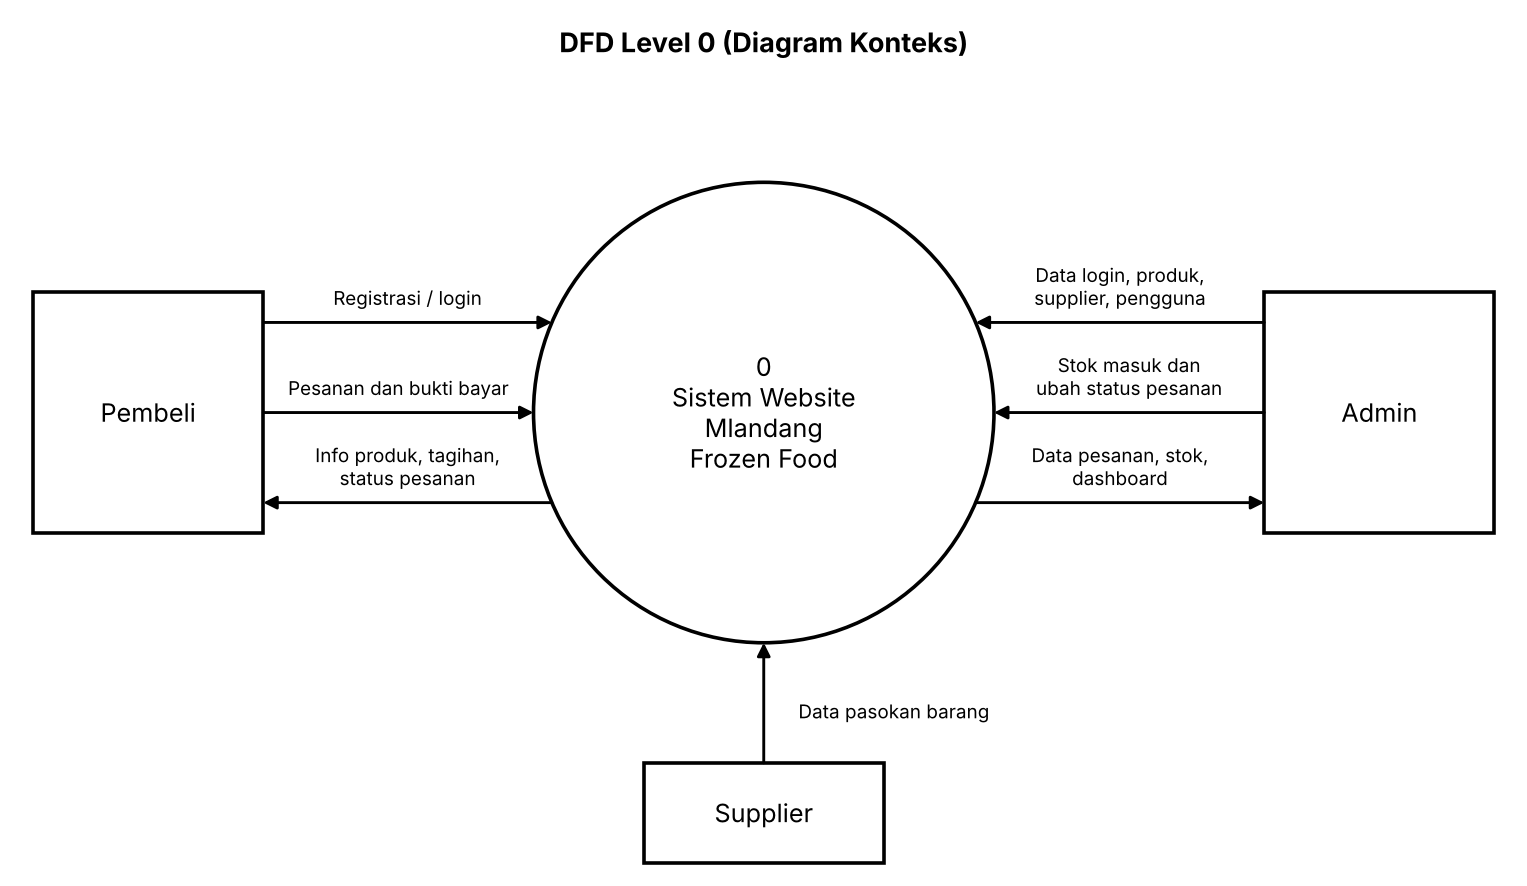 DFD Level 0 (Diagram Konteks)
Pembeli
Registrasi / login
Pesanan dan bukti bayar
Info produk, tagihan,
status pesanan
0
Sistem Website
Mlandang
Frozen Food
Data login, produk,
supplier, pengguna
Stok masuk dan
ubah status pesanan
Data pesanan, stok,
dashboard
Admin
Data pasokan barang
Supplier